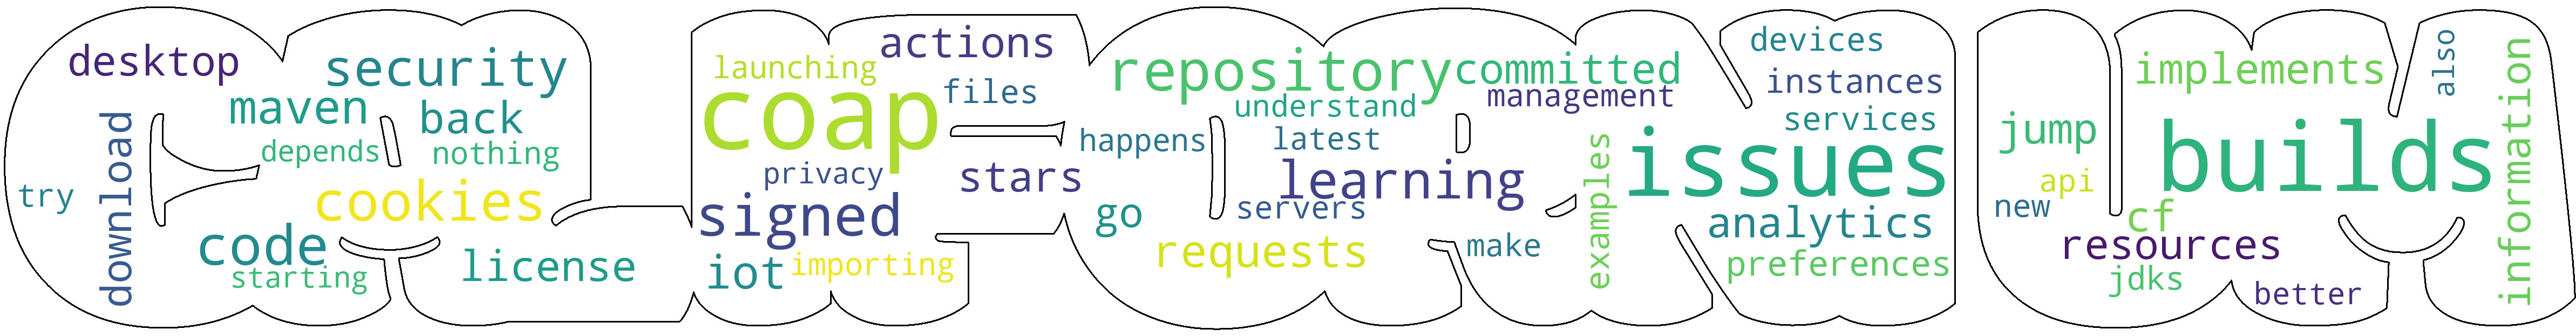 desktop
security
maven
back
depends
nothing
download
try
cookies
code
starting
license
launching
actions
coap
files
privacy
stars
signed
iot
importing
repository
committed
understand
management
happens
latest
learning
servers
go
requests
make
examples
devices
instances
services
issues
analytics
preferences
implements
also
jump
builds
information
api
new
cf
resources
jdks
better